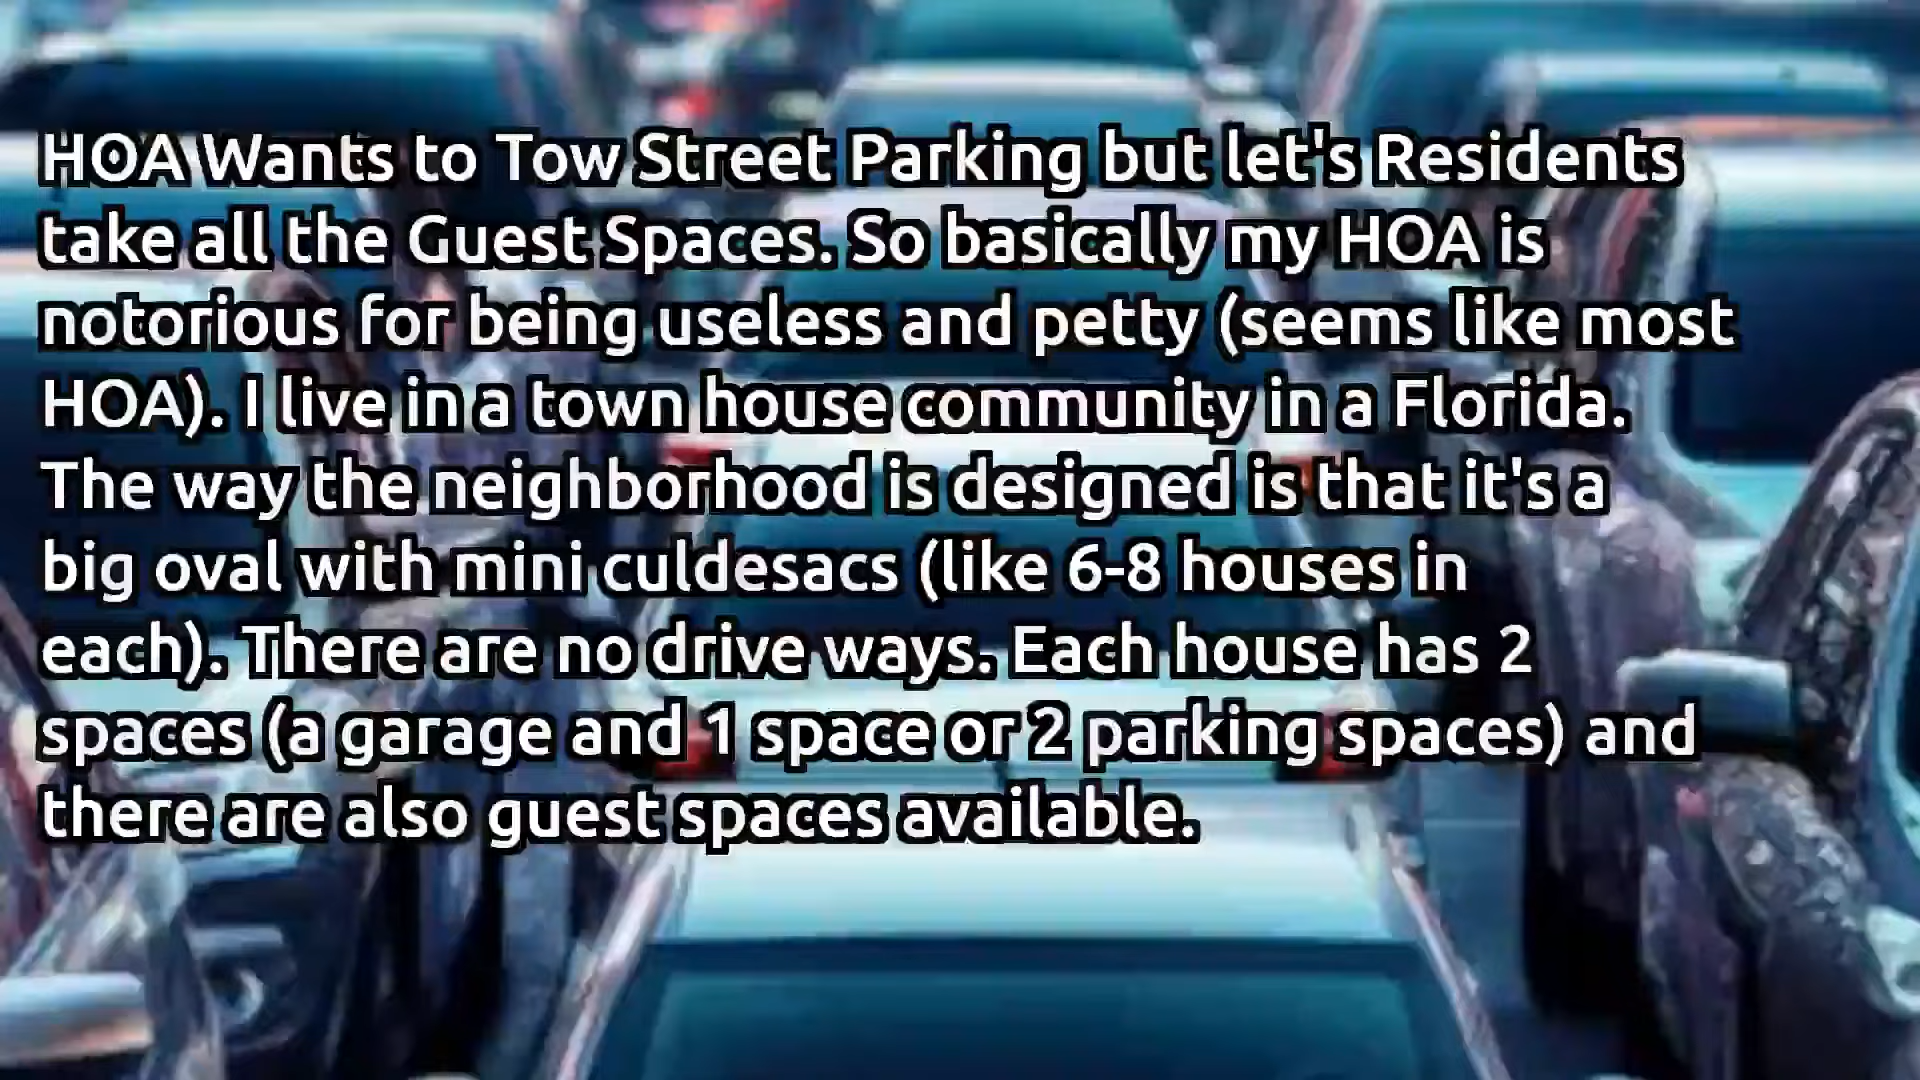 HOA Wants to Tow Street Parking but let's Residents
take all the Guest Spaces. So basically my HOA is
notorious for being useless and petty (seems like most
HOA). I live in a town house community in a Florida.
The way the neighborhood is designed is that it's a
big oval with mini culdesacs (like 6-8 houses in
each). There are no drive ways. Each house has 2
spaces (a garage and 1 space or 2 parking spaces) and
there are also guest spaces available.